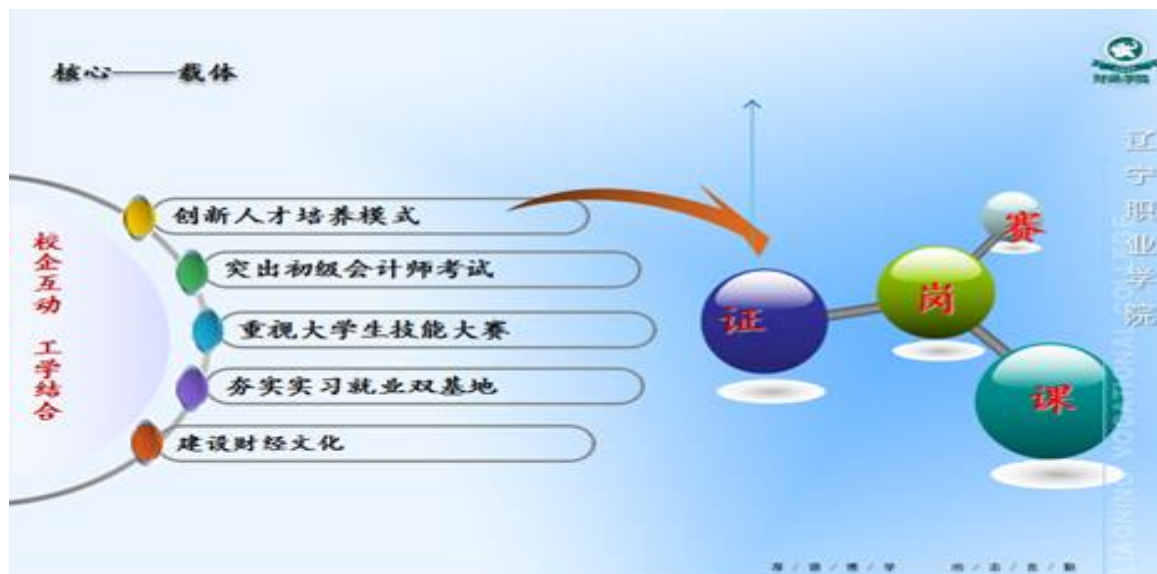 核心——载体
校企互动 工学结合
创新人才培养模式
突出初级会计师考试
重视大学生技能大赛
夯实实习就业双基地
建设财经文化
证
岗
赛
课
辽宁职业学院
LIAONING VOCATIONAL COLLEGE